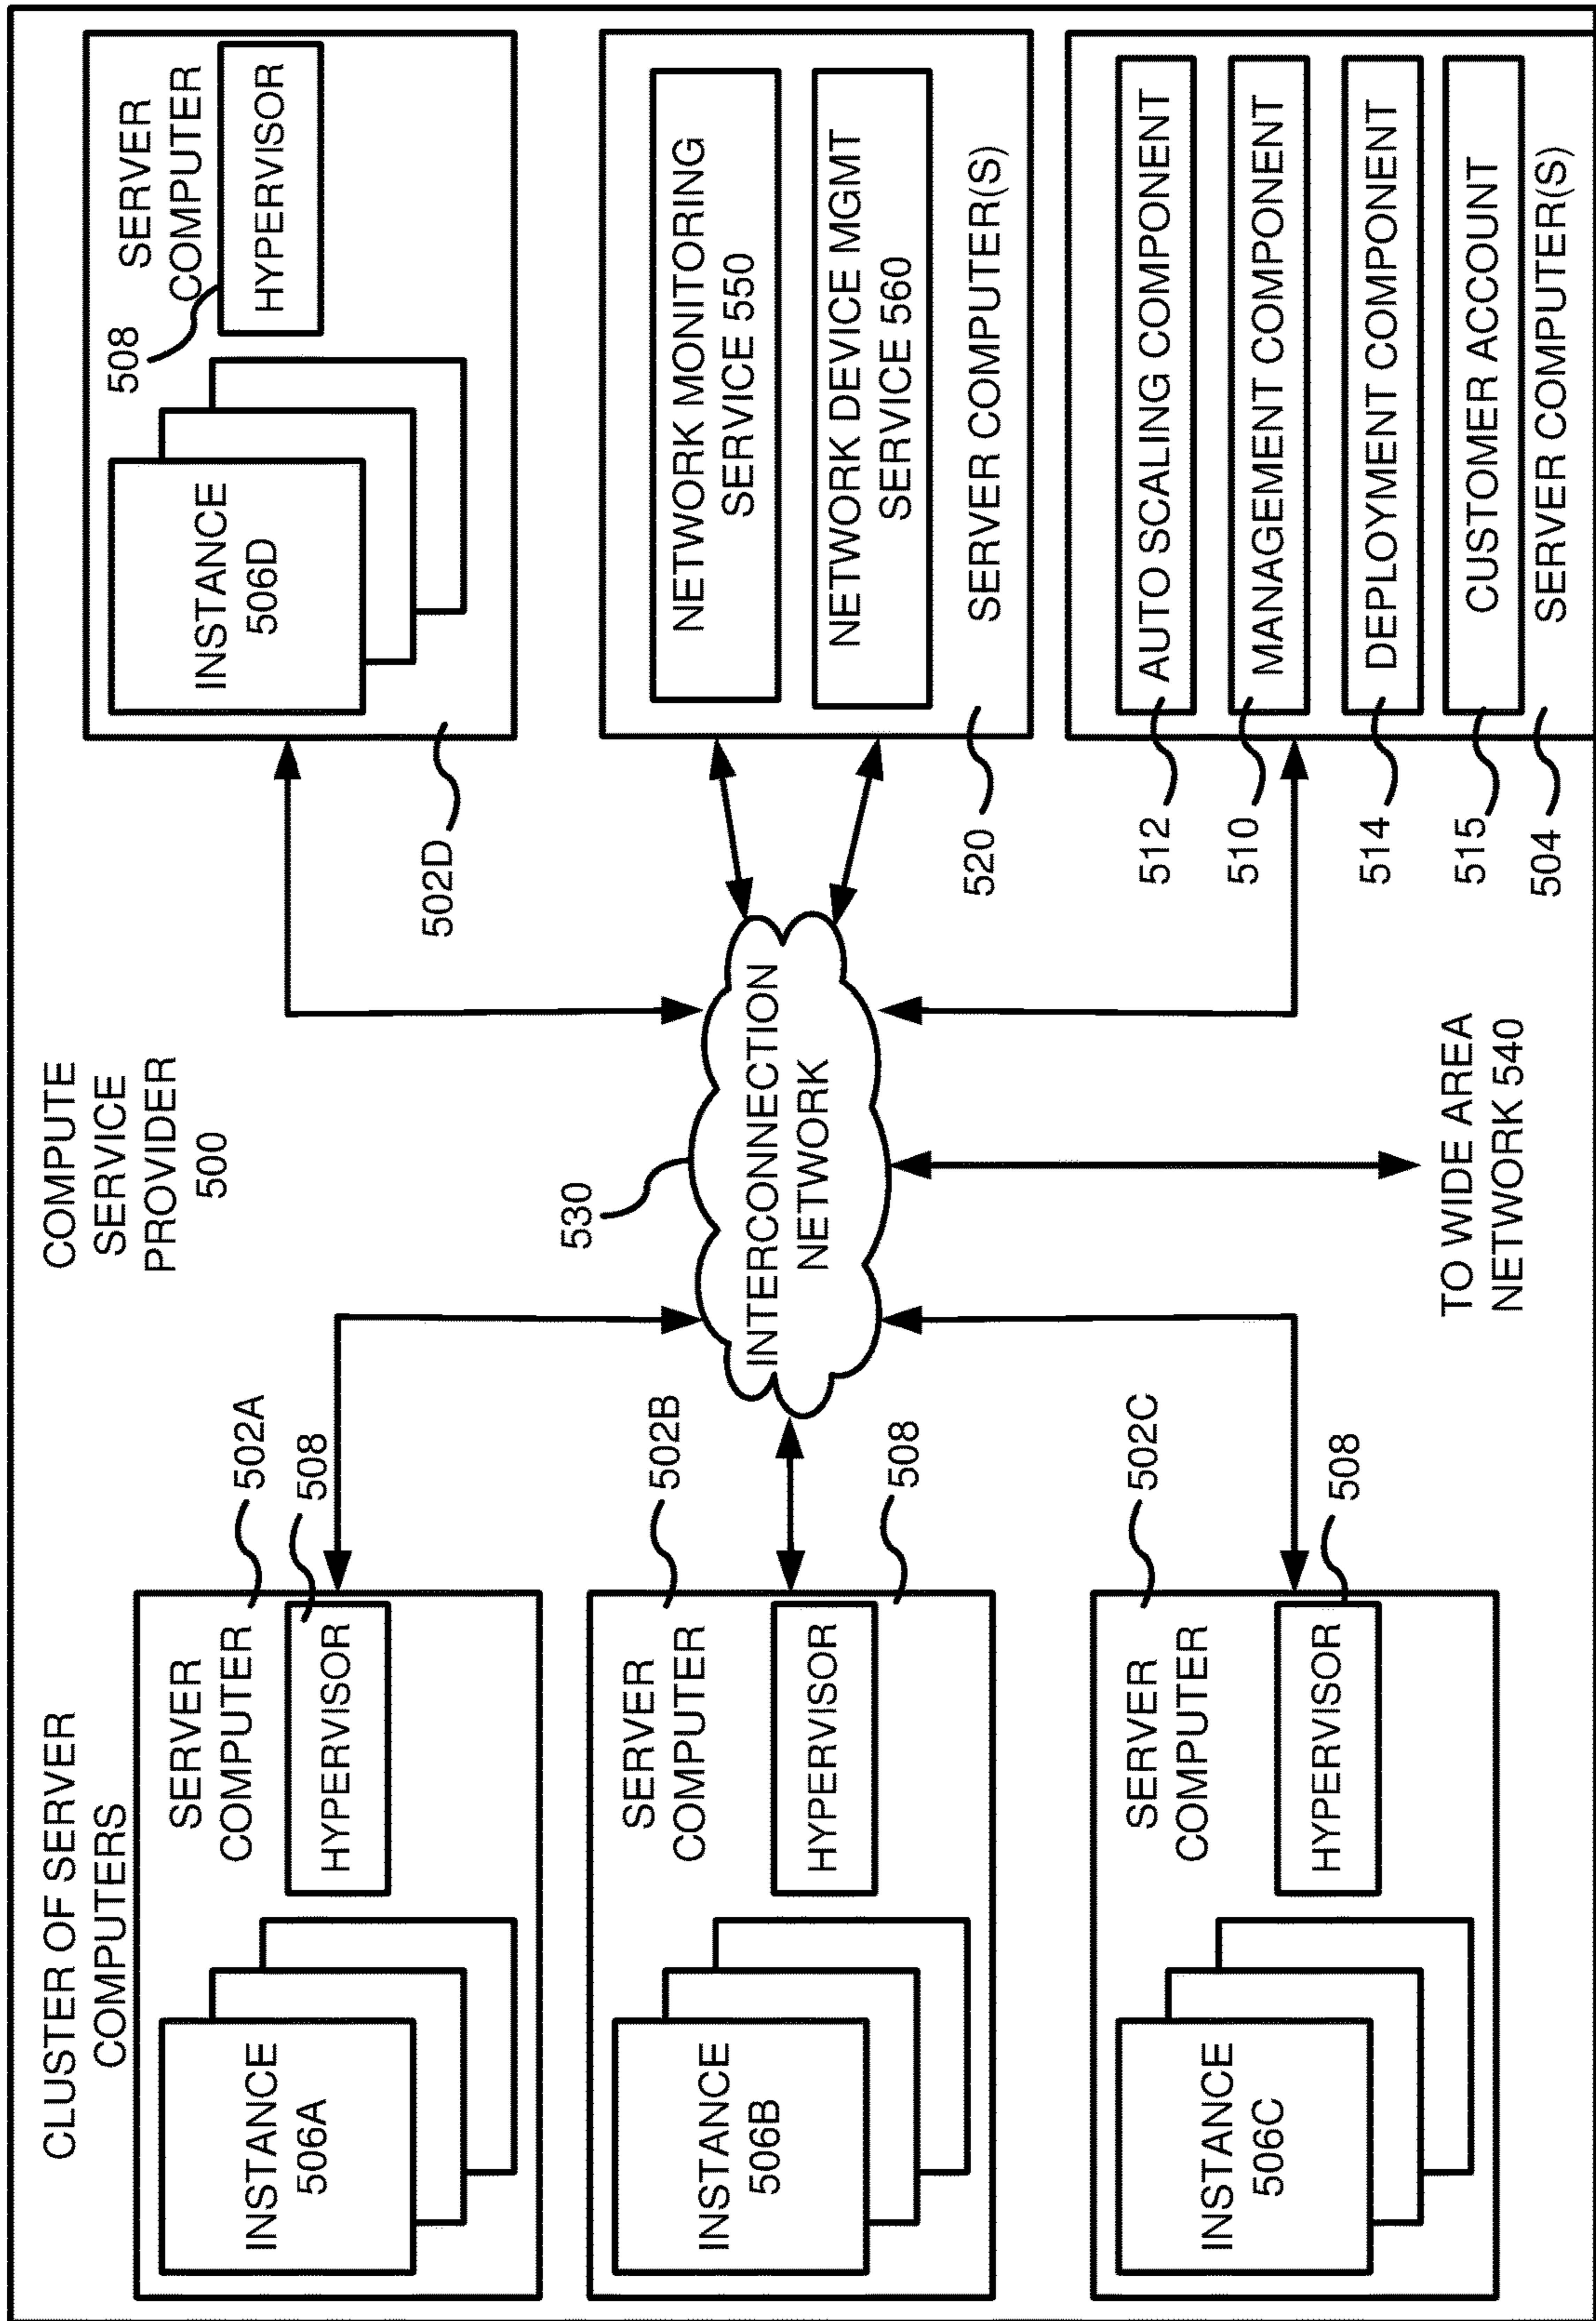 COMPUTE
SERVICE
PROVIDER
500
CLUSTER OF SERVER
COMPUTERS
SERVER
COMPUTER
HYPERVISOR
INSTANCE
506A
502A
508
SERVER
COMPUTER
HYPERVISOR
INSTANCE
506B
502B
508
SERVER
COMPUTER
HYPERVISOR
INSTANCE
506C
502C
508
530
INTERCONNECTION
NETWORK
TO WIDE AREA
NETWORK 540
SERVER
COMPUTER
HYPERVISOR
508
INSTANCE
506D
502D
NETWORK MONITORING
SERVICE 550
NETWORK DEVICE MGMT
SERVICE 560
SERVER COMPUTER(S)
520
AUTO SCALING COMPONENT
512
MANAGEMENT COMPONENT
510
DEPLOYMENT COMPONENT
514
CUSTOMER ACCOUNT
515
SERVER COMPUTER(S)
504